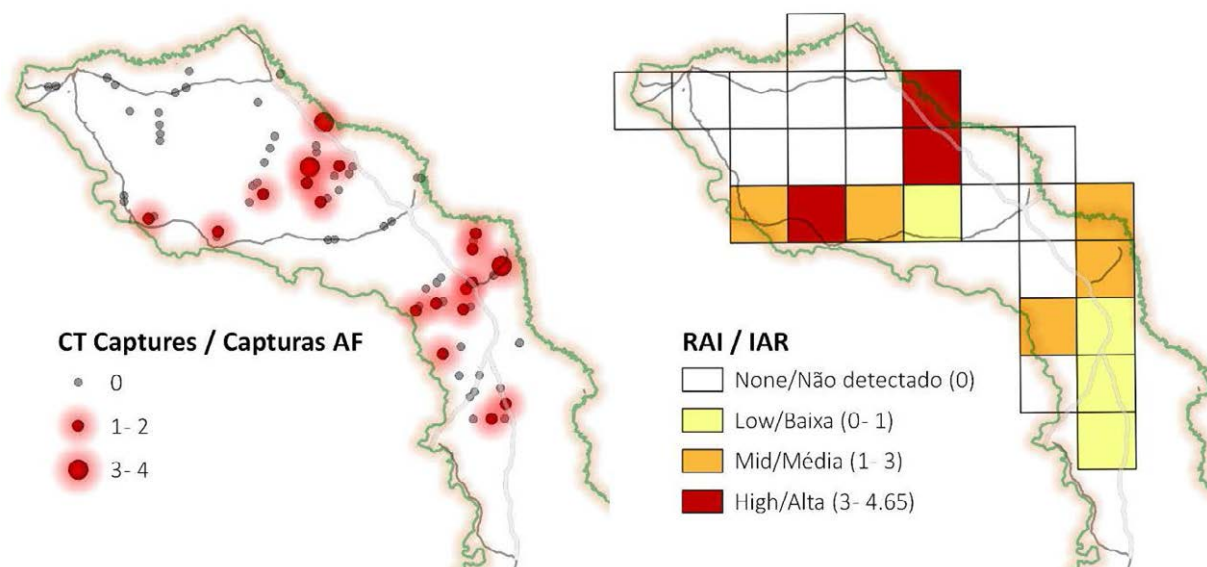 CT Captures / Capturas AF
0
1- 2
3- 4
RAI / IAR
None/Não detectado (0)
Low/Baixa (0- 1)
Mid/Média (1- 3)
High/Alta (3- 4.65)